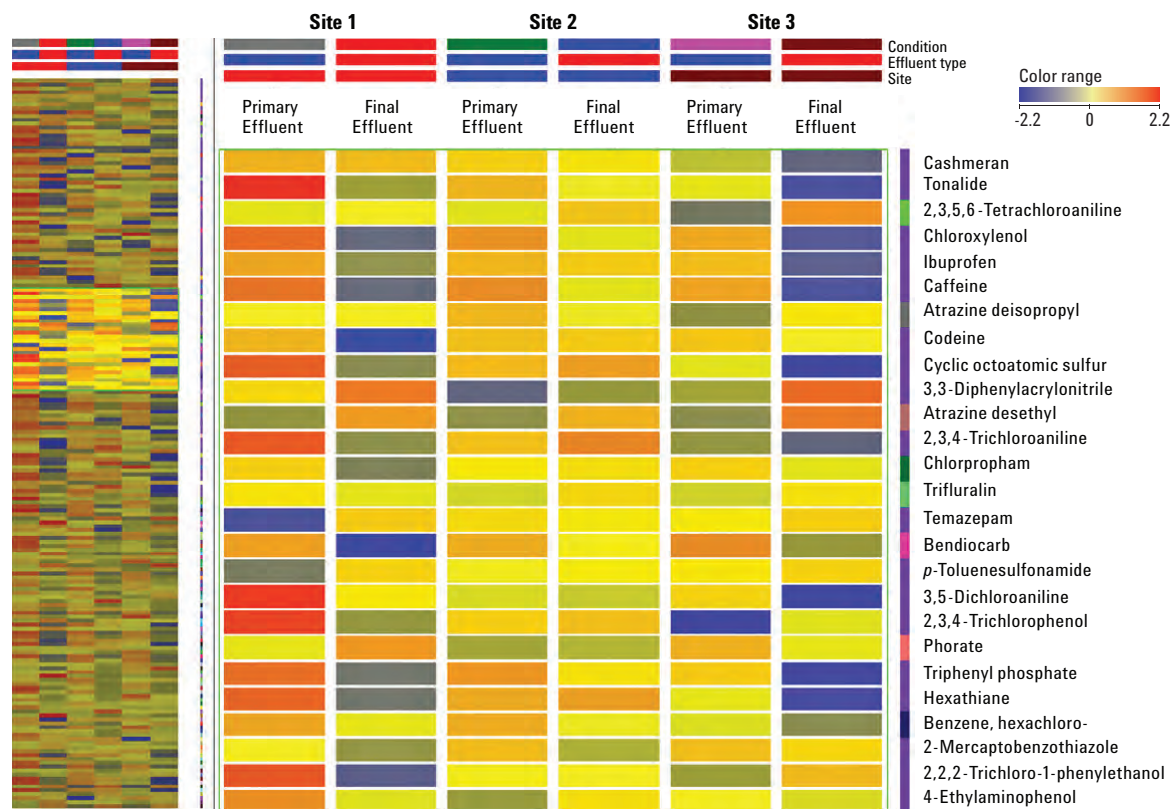 Site 1 Site 2 Site 3
Condition
Effluent type
Site
Primary Effluent Final Effluent Primary Effluent Final Effluent Primary Effluent Final Effluent
Color range
-2.2 0 2.2
Cashmeran
Tonalide
2,3,5,6-Tetrachloroaniline
Chloroxylenol
Ibuprofen
Caffeine
Atrazine deisopropyl
Codeine
Cyclic octoatomic sulfur
3,3-Diphenylacrylonitrile
Atrazine desethyl
2,3,4-Trichloroaniline
Chlorpropham
Trifluralin
Temazepam
Bendiocarb
p-Toluenesulfonamide
3,5-Dichloroaniline
2,3,4-Trichlorophenol
Phorate
Triphenyl phosphate
Hexathiane
Benzene, hexachloro-
2-Mercaptobenzothiazole
2,2,2-Trichloro-1-phenylethanol
4-Ethylaminophenol